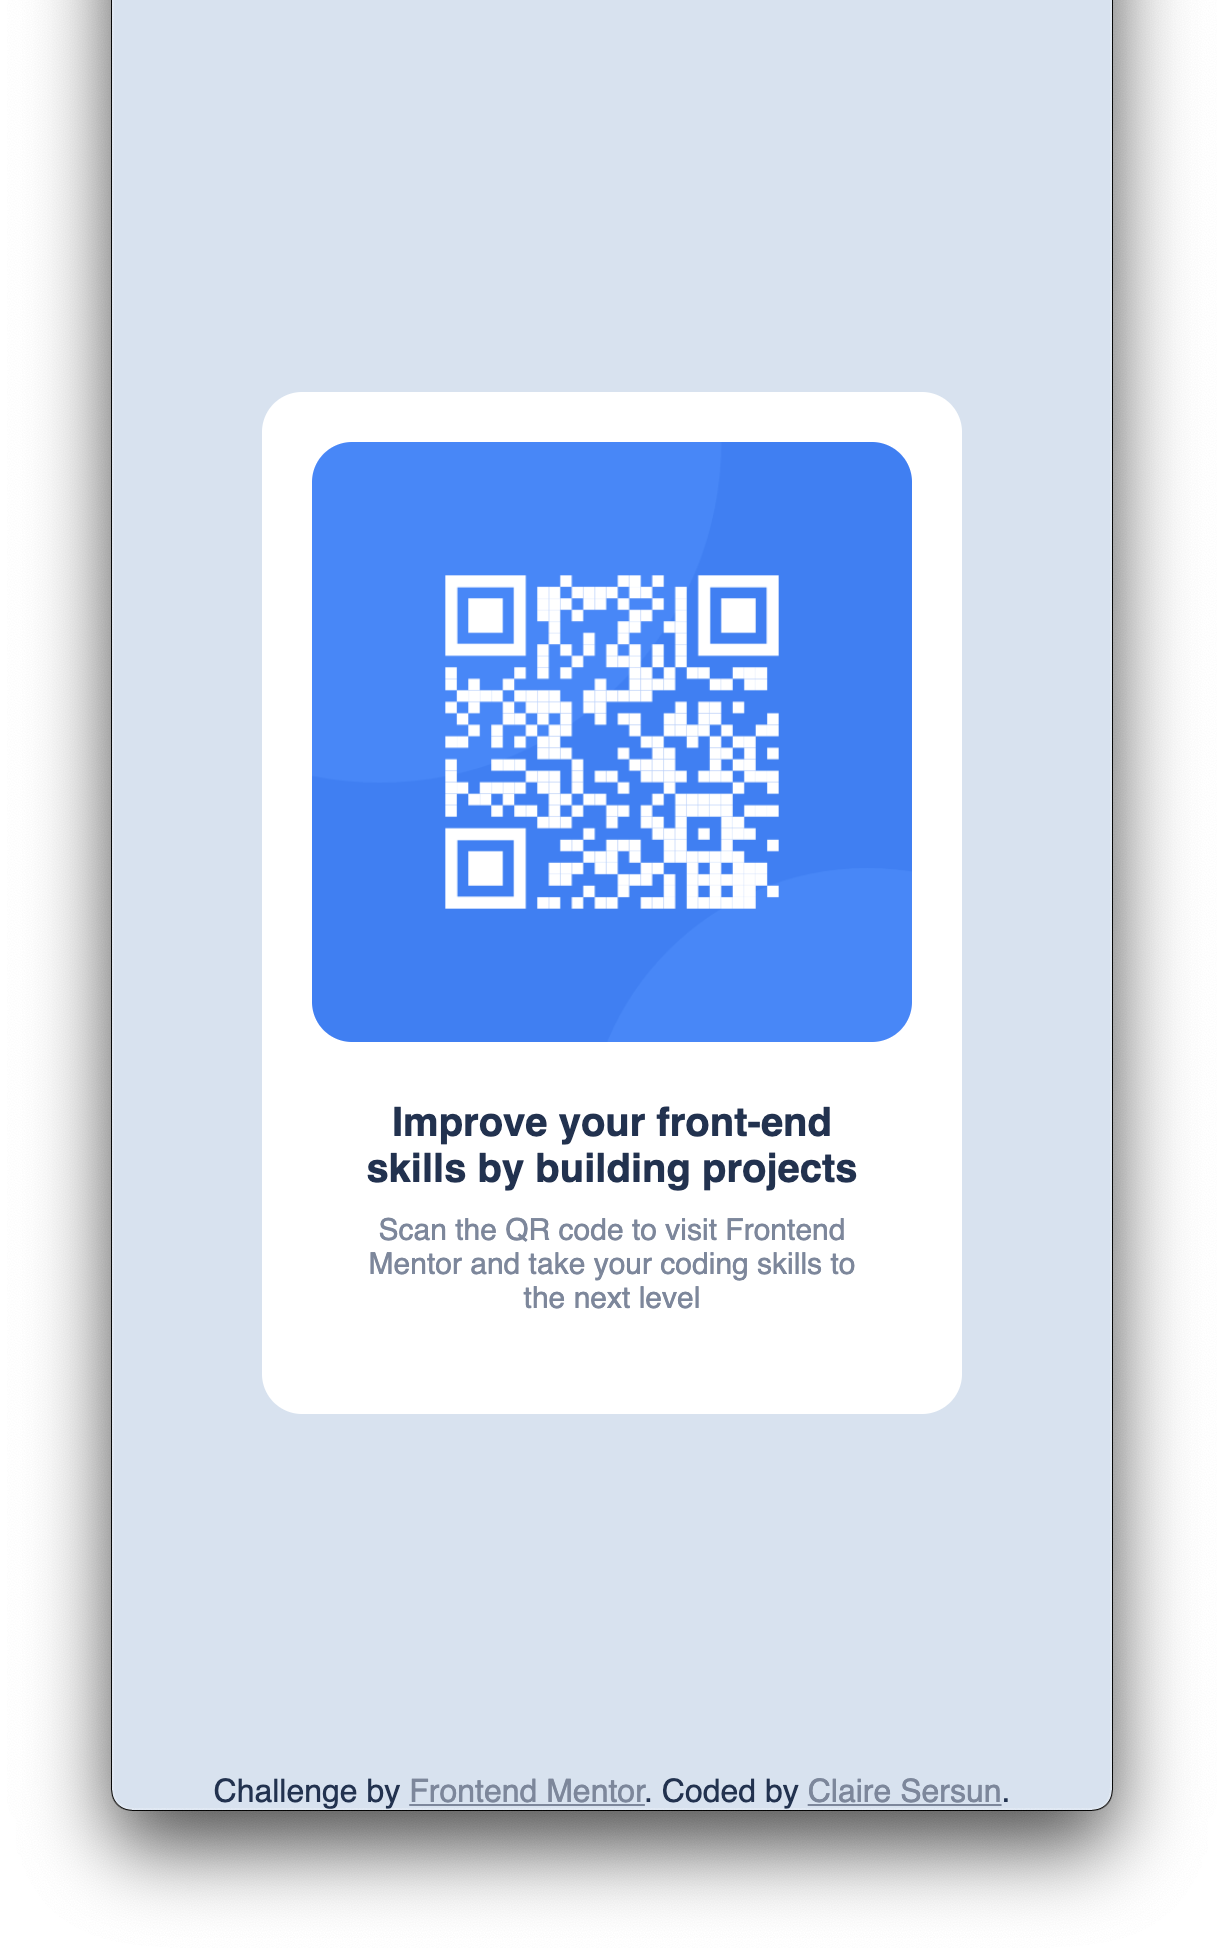 Improve your front-end
skills by building projects
Scan the QR code to visit Frontend
Mentor and take your coding skills to
the next level
Challenge by Frontend Mentor. Coded by Claire Sersun.